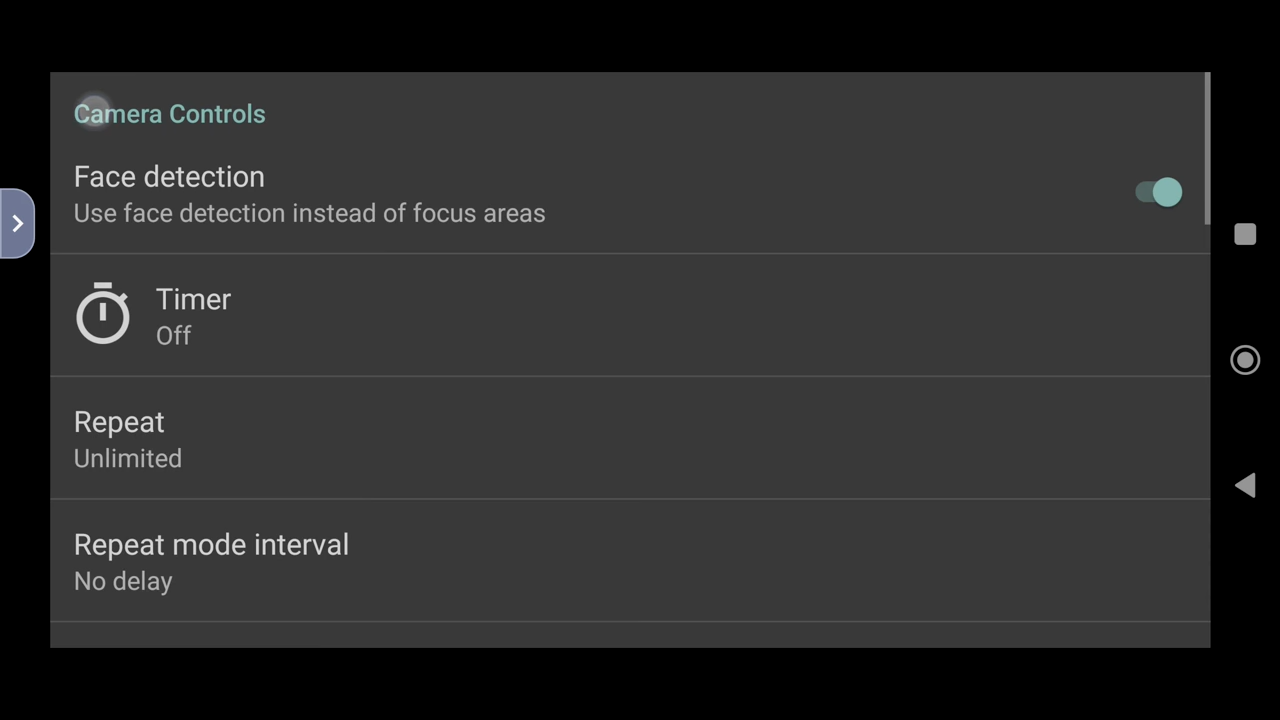 Camera Controls
Face detection
Use face detection instead of focus areas
Timer
Off
Repeat
Unlimited
Repeat mode interval
No delay